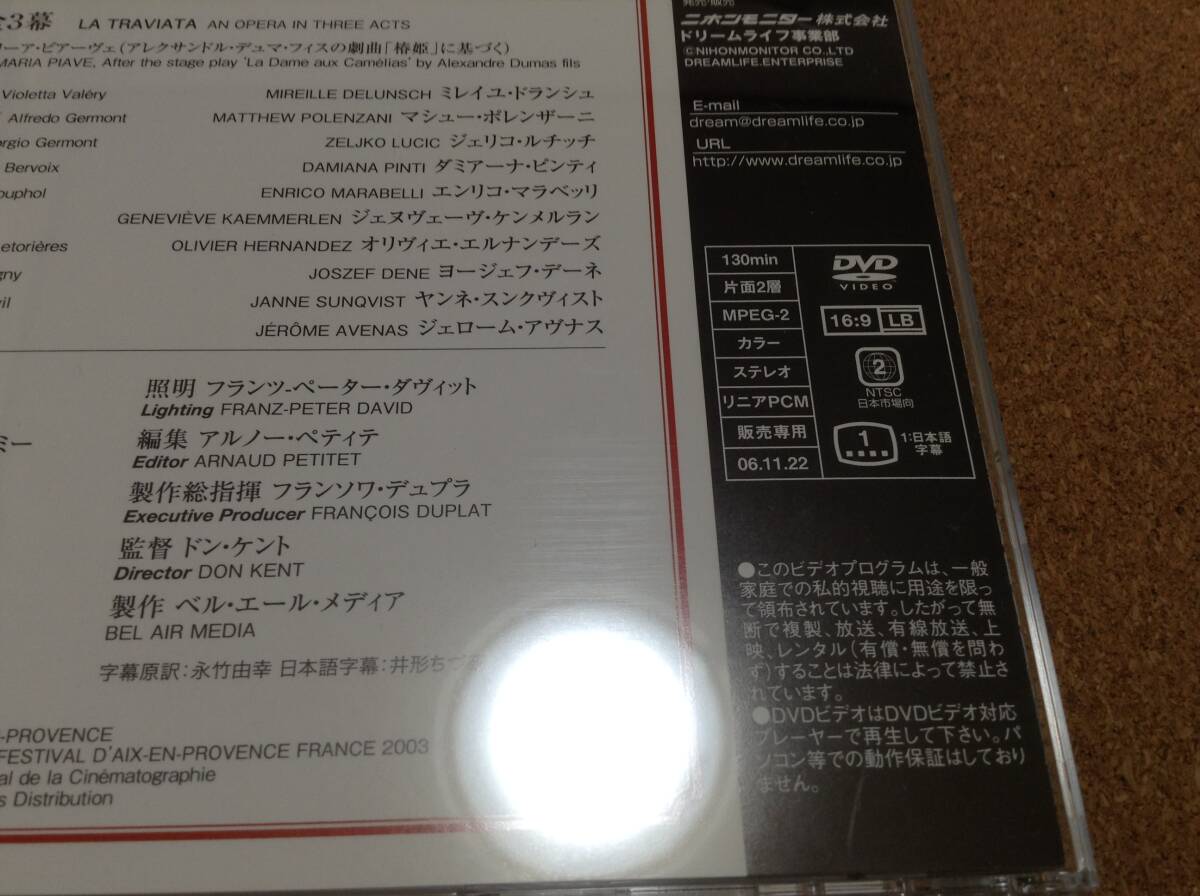 全3幕 LA TRAVIATA AN OPERA IN THREE ACTS
リーア・ピアーヴェ(アレクサンドル・デュマ・フィスの劇曲「椿姫」に基づく)
MARIA PIAVE, After the stage play 'La Dame aux Camélias' by Alexandre Dumas fils
Violetta Valéry MIREILLE DELUNSCH ミレイユ・ドランシュ
Alfredo Germont MATTHEW POLENZANI マシュー・ポレンザーニ
orgio Germont ZELJKO LUCIC ジェリコ・ルチッチ
Bervoix DAMIANA PINTI ダミアーナ・ピンティ
ouphol ENRICO MARABELLI エンリコ・マラベッリ
GENEVIÈVE KAEMMERLEN ジェヌヴェーヴ・ケンメルラン
etorières OLIVIER HERNANDEZ オリヴィエ・エルナンデーズ
gny JOSZEF DENE ヨージェフ・デーネ
vil JANNE SUNQVIST ヤンネ・スンクヴィスト
JÉRÔME AVENAS ジェローム・アヴナス
照明 フランツ-ペーター・ダヴィット
Lighting FRANZ-PETER DAVID
ミー
編集 アルノー・ペティテ
Editor ARNAUD PETITET
製作総指揮 フランソワ・デュプラ
Executive Producer FRANÇOIS DUPLAT
監督 ドン・ケント
Director DON KENT
製作 ベル・エール・メディア
BEL AIR MEDIA
字幕原訳:永竹由幸 日本語字幕:井形ちづる
-PROVENCE
FESTIVAL D'AIX-EN-PROVENCE FRANCE 2003
al de la Cinématographie
s Distribution
発売・販売
ニホンモニター株式会社
ドリームライフ事業部
©NIHONMONITOR CO.,LTD
DREAMLIFE.ENTERPRISE
E-mail
dream@dreamlife.co.jp
URL
http://www.dreamlife.co.jp
130min
片面2層
MPEG-2
カラー
ステレオ
リニアPCM
販売専用
06.11.22
DVD
VIDEO
16:9 LB
2
NTSC
日本市場向
1
1:日本語
字幕
●このビデオプログラムは、一般
家庭での私的視聴に用途を限っ
て頒布されています。したがって無
断で複製、放送、有線放送、上
映、レンタル(有償・無償を問わ
ず)することは法律によって禁止さ
れています。
●DVDビデオはDVDビデオ対応
プレーヤーで再生して下さい。パ
ソコン等での動作保証はしており
ません。